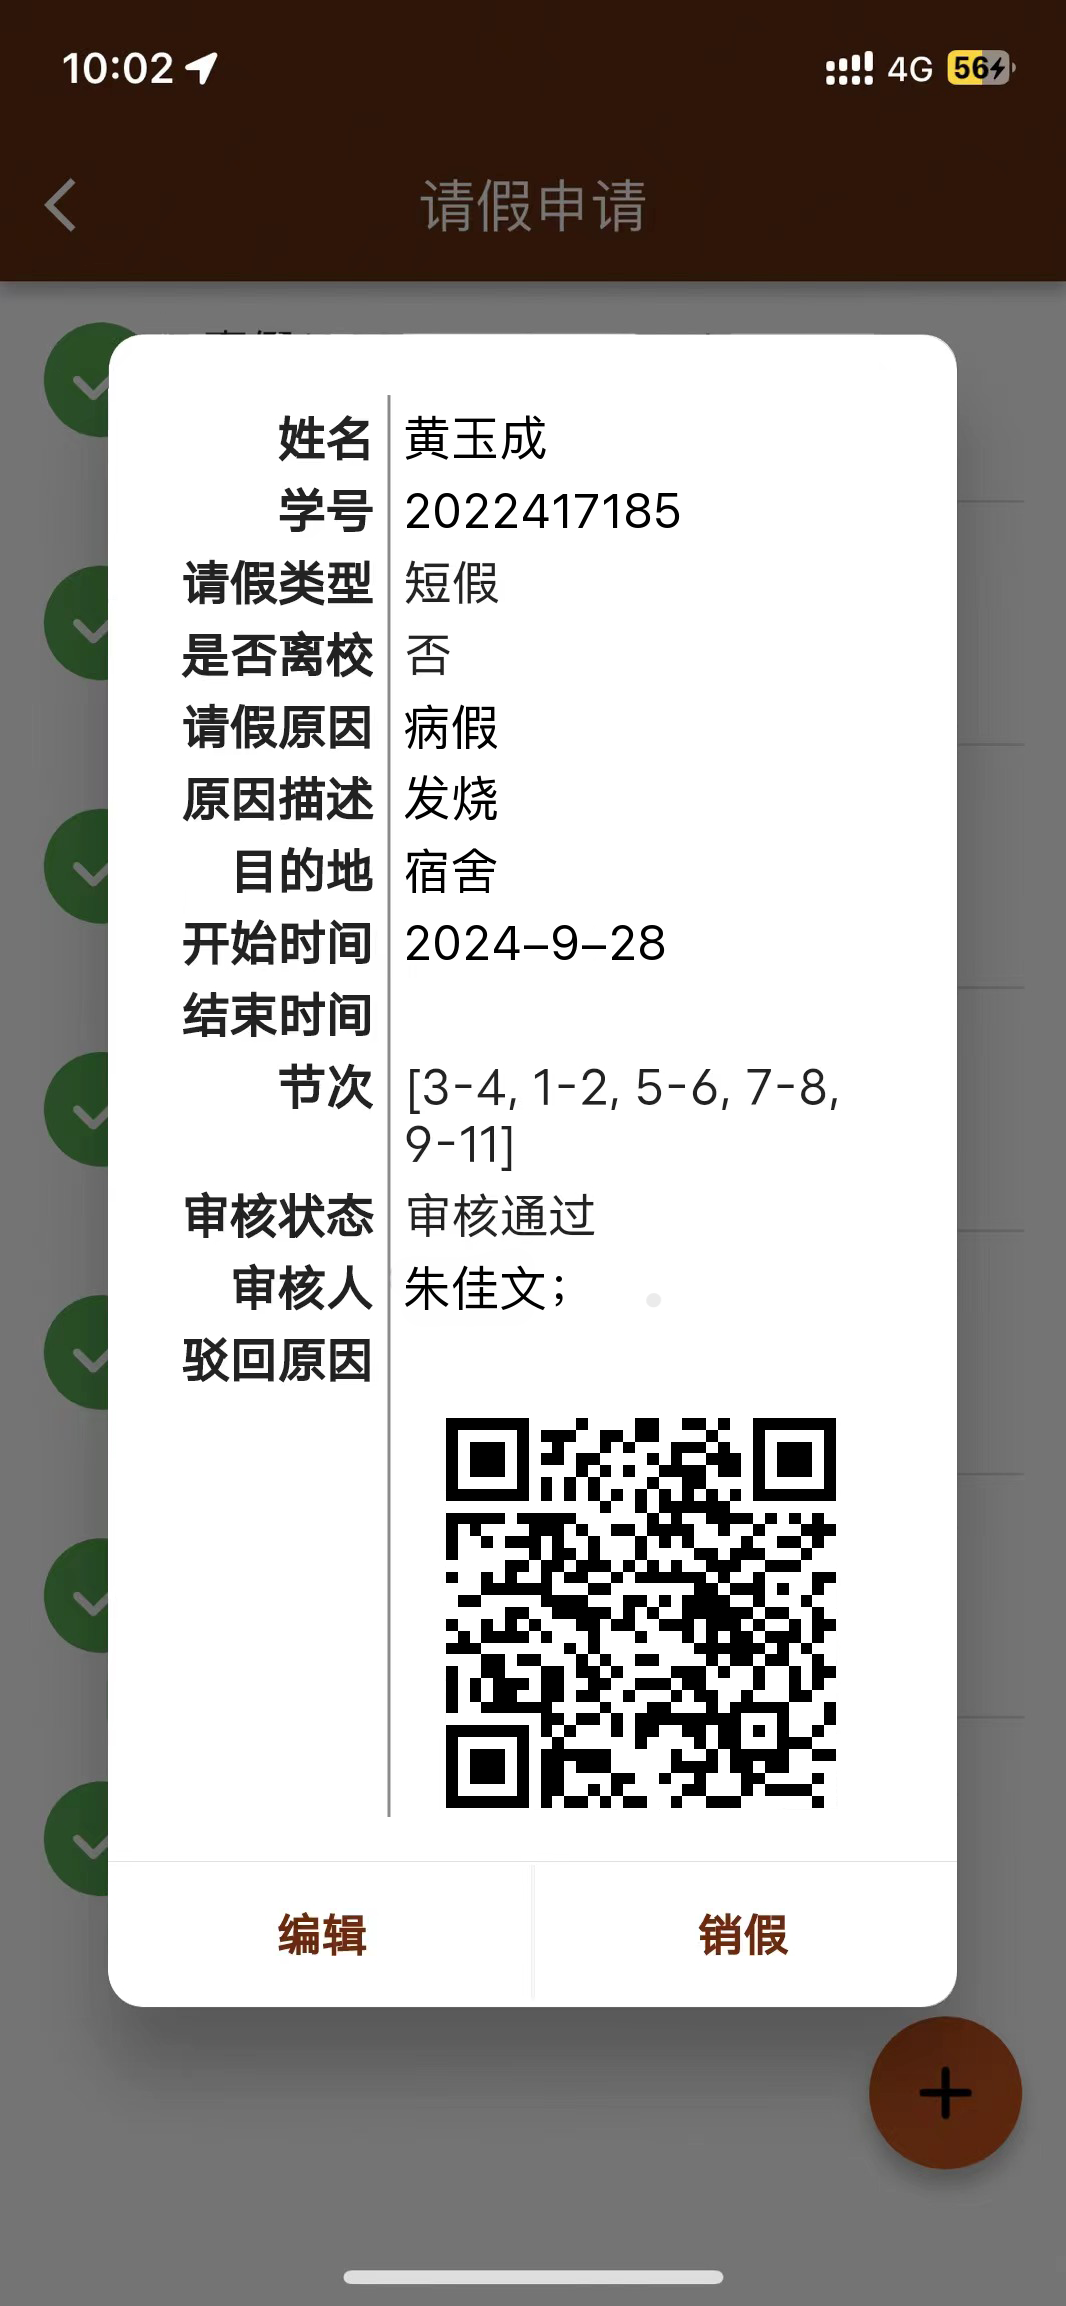 10:02
4G
56
请假申请
姓名 黄玉成
学号 2022417185
请假类型 短假
是否离校 否
请假原因 病假
原因描述 发烧
目的地 宿舍
开始时间 2024–9–28
结束时间
节次 [3-4, 1-2, 5-6, 7-8,
9-11]
审核状态 审核通过
审核人 朱佳文;
驳回原因
编辑
销假